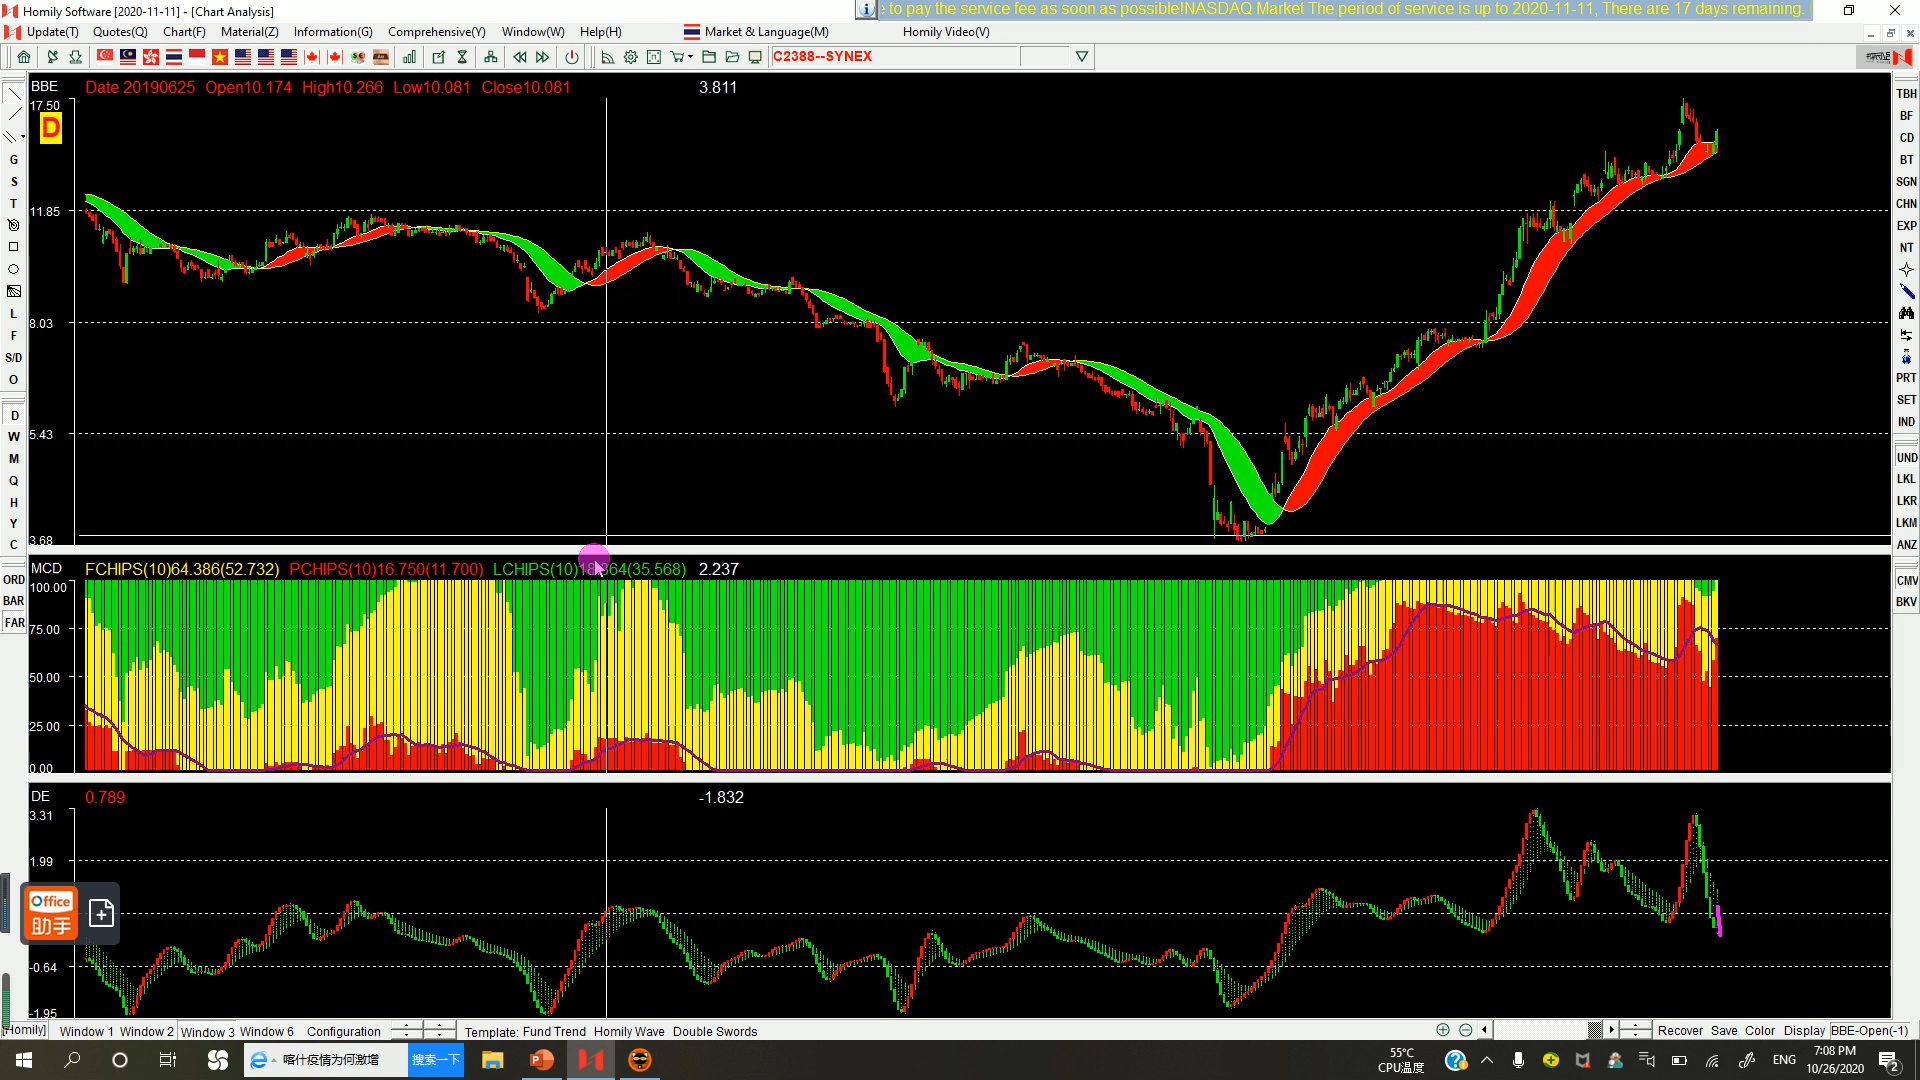 Homily Software [2020-11-11] - [Chart Analysis]
e to pay the service fee as soon as possible!NASDAQ Market The period of service is up to 2020-11-11, There are 17 days remaining.
Update(T) Quotes(Q) Chart(F) Material(Z) Information(G) Comprehensive(Y) Window(W) Help(H) Market & Language(M) Homily Video(V)
C2388--SYNEX
BBE Date 20190625 Open10.174 High10.266 Low10.081 Close10.081 3.811
17.50
D
11.85
8.03
5.43
3.68
MCD FCHIPS(10)64.386(52.732) PCHIPS(10)16.750(11.700) LCHIPS(10)18.864(35.568) 2.237
100.00
75.00
50.00
25.00
0.00
DE 0.789 -1.832
3.31
1.99
-0.64
-1.95
G
S
T
L
F
S/D
O
D
W
M
Q
H
Y
C
ORD
BAR
FAR
TBH
BF
CD
BT
SGN
CHN
EXP
NT
PRT
SET
IND
UND
LKL
LKR
LKM
ANZ
CMV
BKV
Office
助手
[Homily] Window 1 Window 2 Window 3 Window 6 Configuration Template: Fund Trend Homily Wave Double Swords Recover Save Color Display BBE-Open(-1)
喀什疫情为何激增 搜索一下
55℃
CPU温度
ENG
7:08 PM
10/26/2020
2